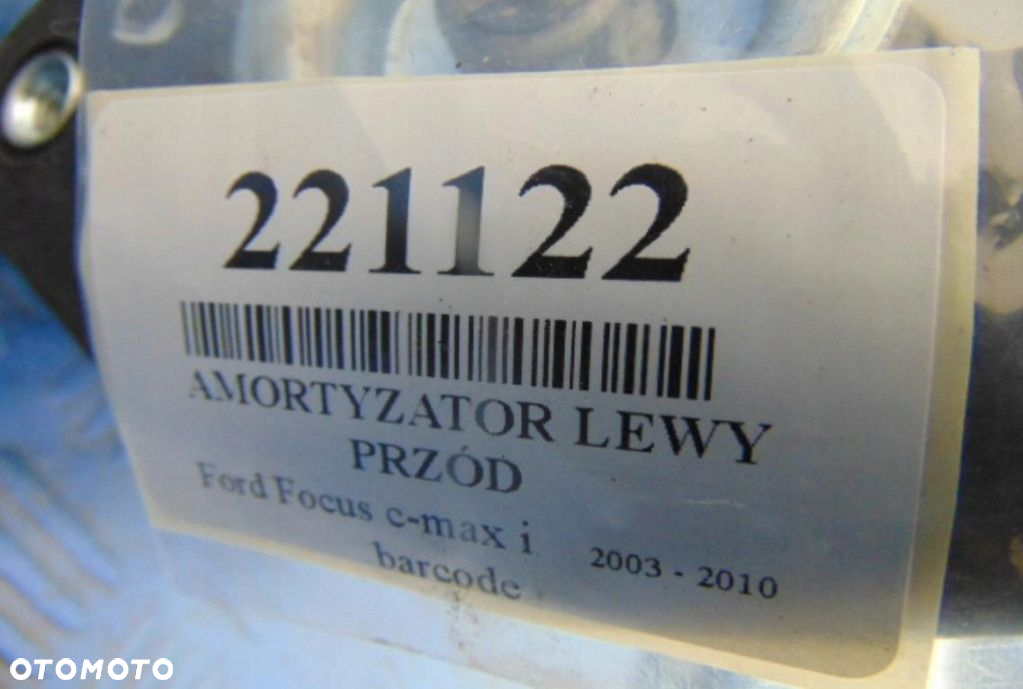 221122
AMORTYZATOR LEWY
PRZÓD
Ford Focus c-max i
2003 - 2010
barcode
OTOMOTO